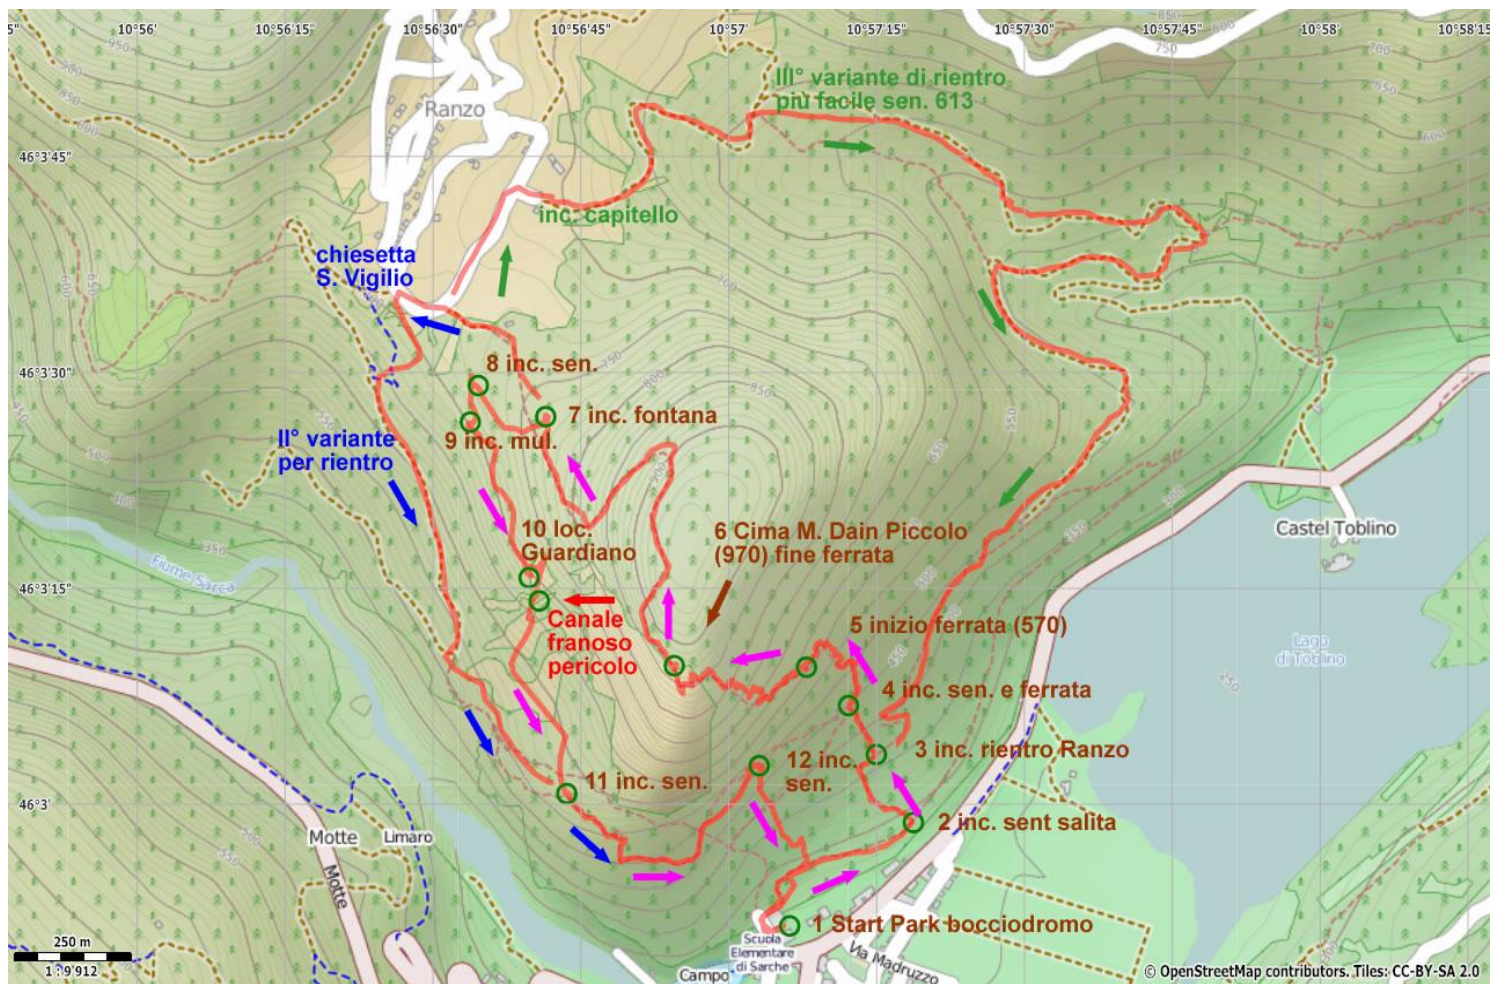 10°56'
10°56'15"
10°56'30"
10°56'45"
10°57'
10°57'15"
10°57'30"
10°57'45"
10°58'
10°58'15
Ranzo
III° variante di rientro
più facile sen. 613
46°3'45"
inc. capitello
chiesetta
S. Vigilio
46°3'30"
8 inc. sen.
7 inc. fontana
9 inc. mul.
II° variante
per rientro
10 loc.
Guardiano
6 Cima M. Dain Piccolo
(970) fine ferrata
Castel Toblino
Fiume Sarca
46°3'15"
Canale
franoso
pericolo
5 inizio ferrata (570)
Lago
di Toblino
4 inc. sen. e ferrata
3 inc. rientro Ranzo
12 inc.
sen.
11 inc. sen.
46°3'
2 inc. sent salita
Motte
Limaro
Motte
1 Start Park bocciodromo
Scuola
Elementare
di Sarche
Via Madruzzo
Campo
250 m
1 : 9'912
© OpenStreetMap contributors. Tiles: CC-BY-SA 2.0